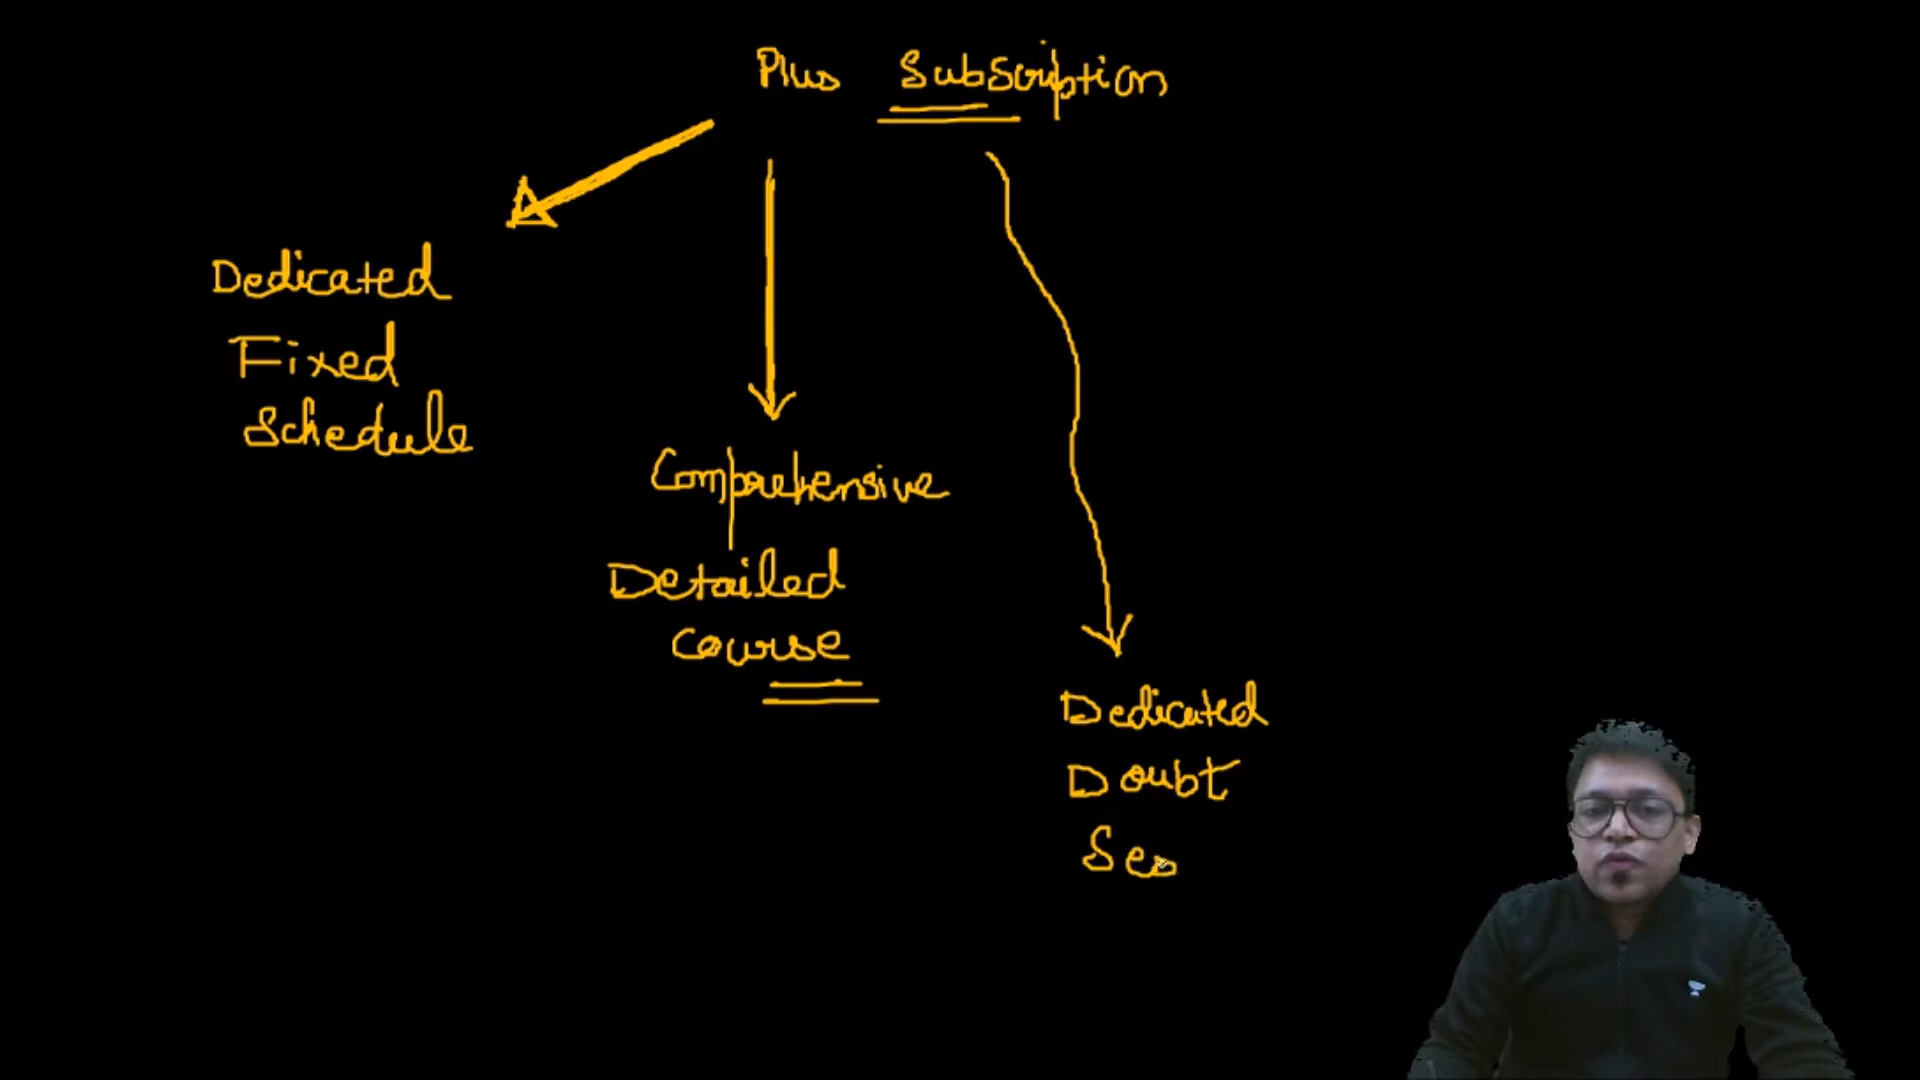 Plus Subscription
Dedicated
Fixed
Schedule
Comprehensive
Detailed
Course
Dedicated
Doubt
Ses